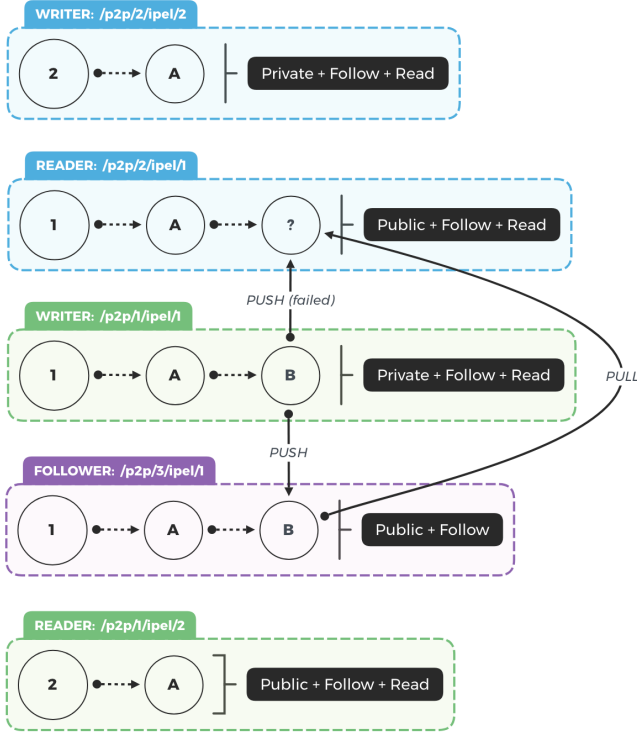 WRITER: /p2p/2/ipel/2
2
A
Private + Follow + Read
READER: /p2p/2/ipel/1
1
A
?
Public + Follow + Read
PUSH (failed)
WRITER: /p2p/1/ipel/1
1
A
B
Private + Follow + Read
PULL
PUSH
FOLLOWER: /p2p/3/ipel/1
1
A
B
Public + Follow
READER: /p2p/1/ipel/2
2
A
Public + Follow + Read